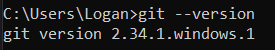 C:\Users\Logan>git --version
git version 2.34.1.windows.1